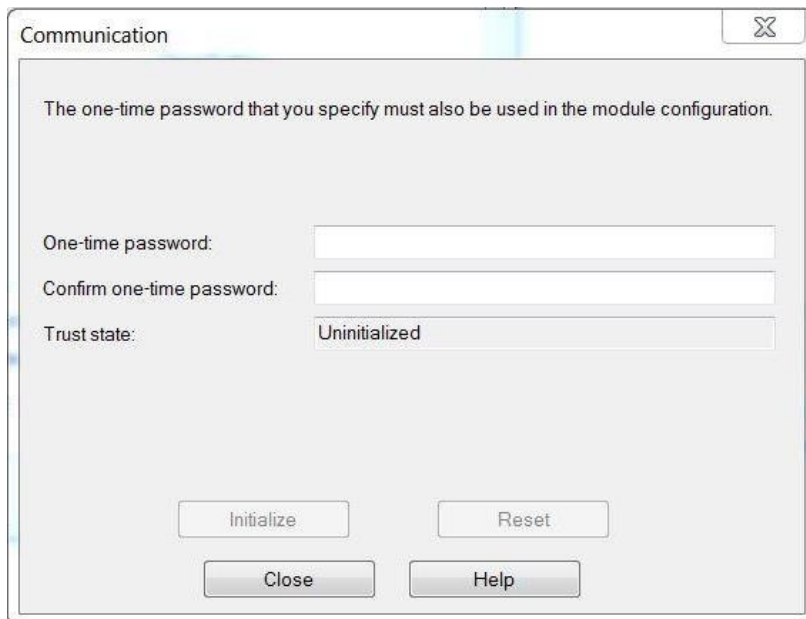 Communication
The one-time password that you specify must also be used in the module configuration.
One-time password:
Confirm one-time password:
Trust state: Uninitialized
Initialize Reset
Close Help